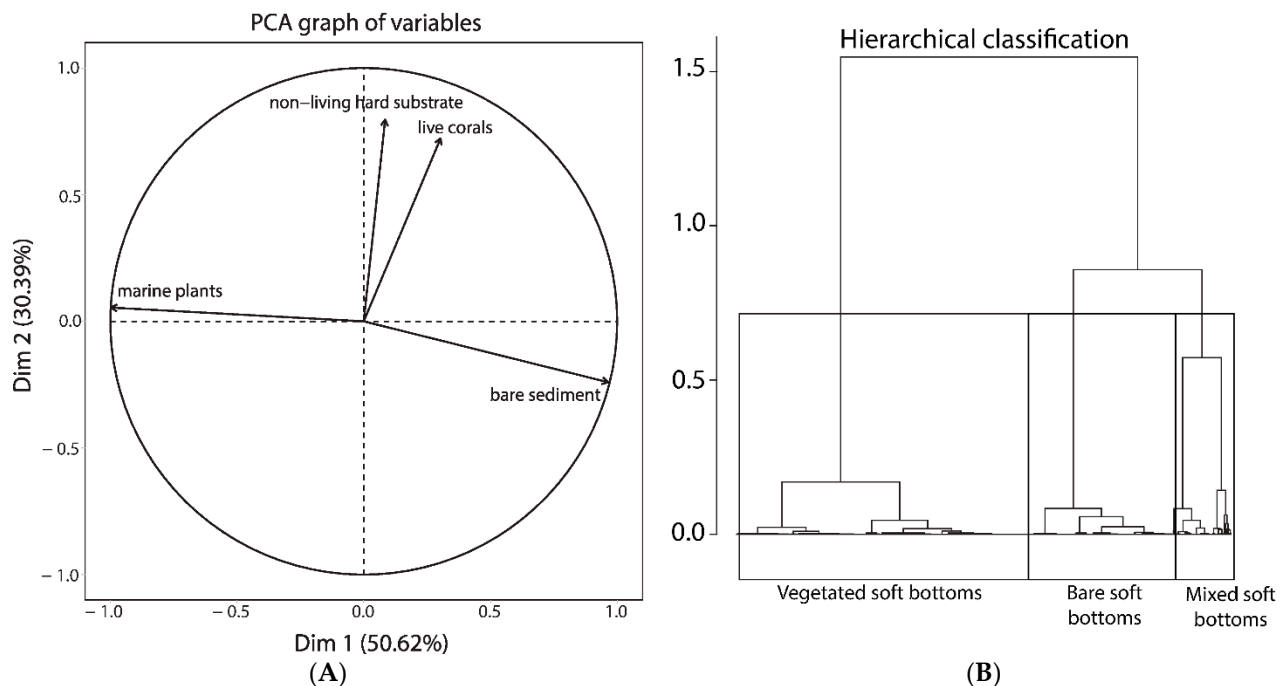 PCA graph of variables
1.0
0.5
0.0
− 0.5
− 1.0
Dim 2 (30.39%)
non−living hard substrate
live corals
marine plants
bare sediment
− 1.0
−0.5
0.0
0.5
1.0
Dim 1 (50.62%)
(A)
Hierarchical classification
1.5
1.0
0.5
0.0
Vegetated soft bottoms
Bare soft
bottoms
Mixed soft
bottoms
(B)